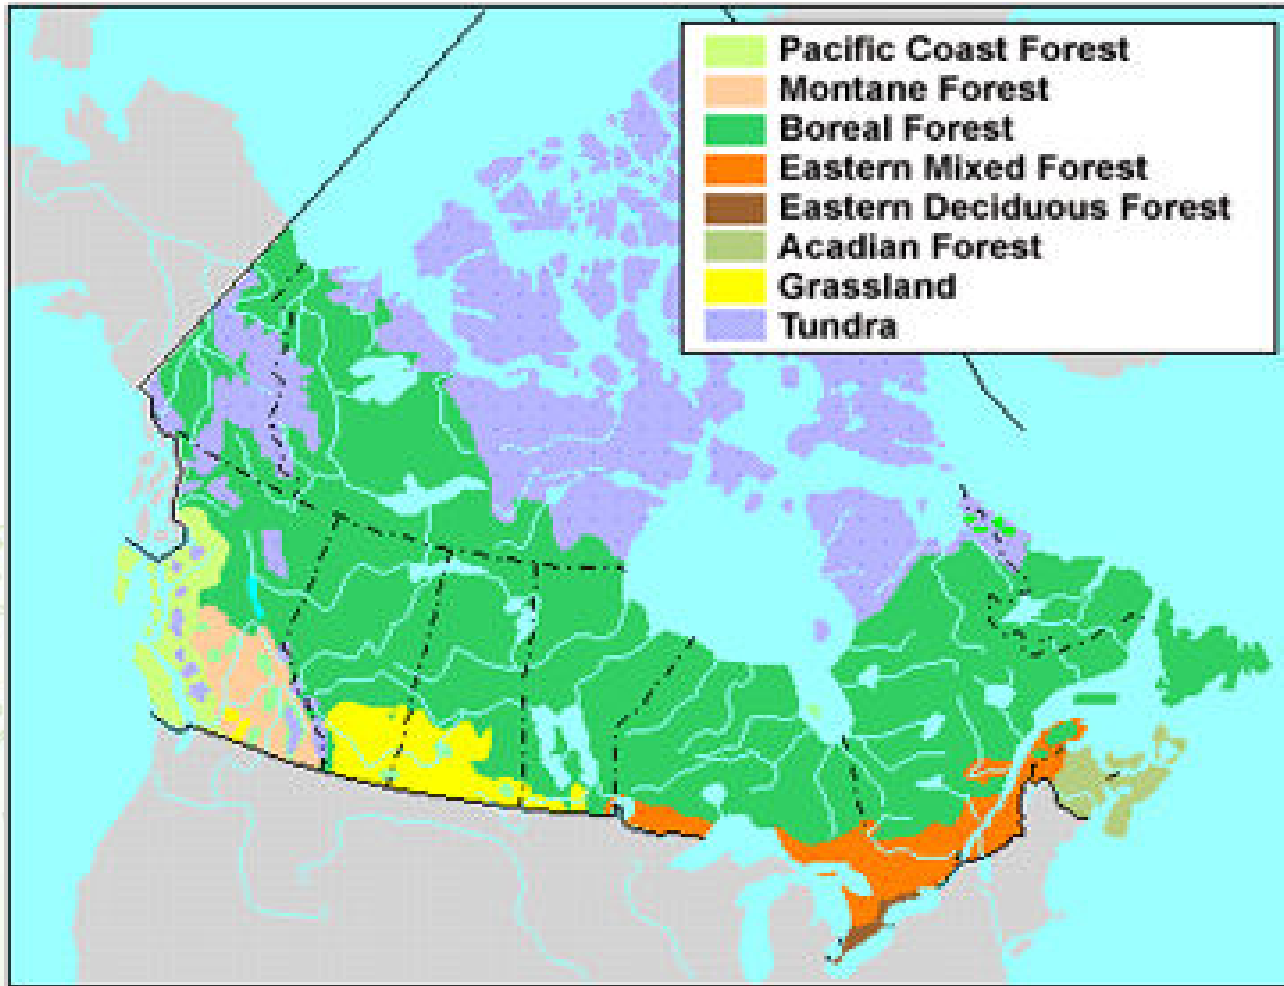 Pacific Coast Forest
Montane Forest
Boreal Forest
Eastern Mixed Forest
Eastern Deciduous Forest
Acadian Forest
Grassland
Tundra